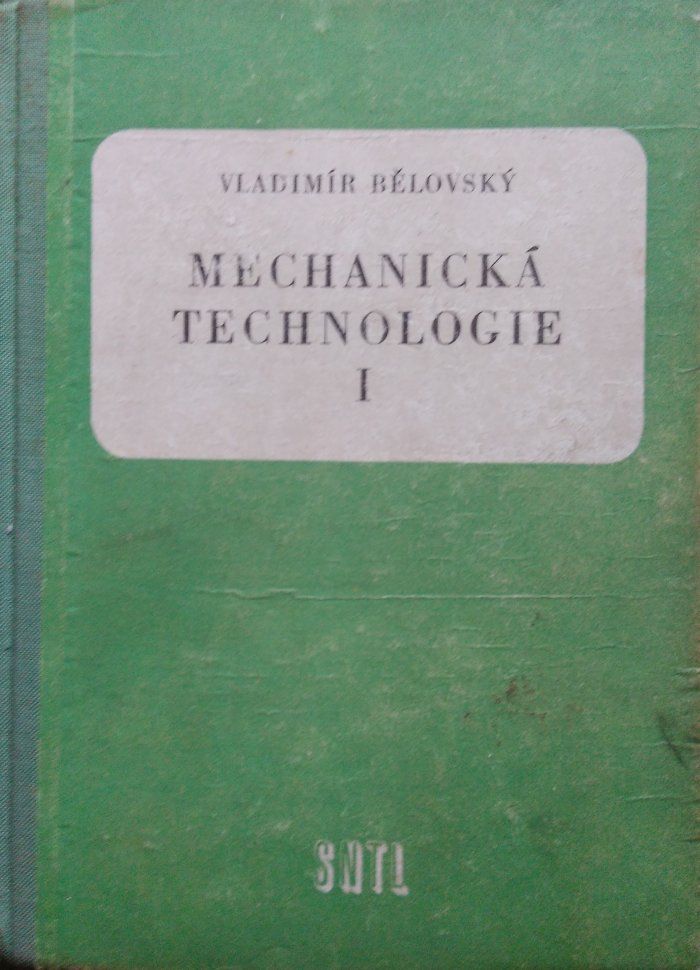 VLADIMÍR BĚLOVSKÝ
MECHANICKÁ
TECHNOLOGIE
I
SNTL